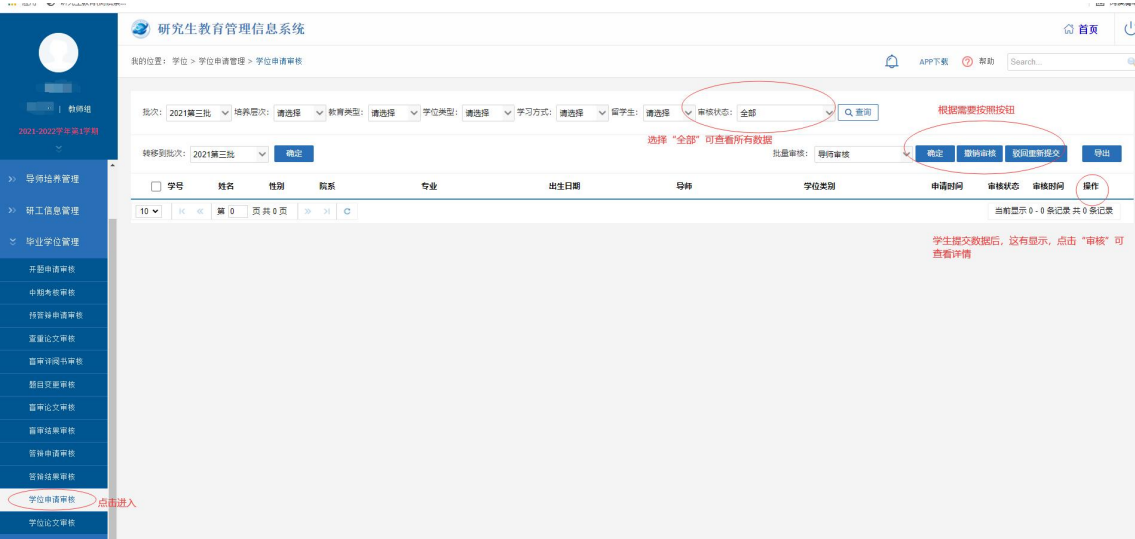 研究生教育管理信息系统
首页
我的位置： 学位 > 学位申请管理 > 学位申请审核
APP下载 帮助 Search...
| 教师组
2021-2022学年第1学期
批次: 2021第三批 培养层次: 请选择 教育类型: 请选择 学位类型: 请选择 学习方式: 请选择 留学生: 请选择 审核状态: 全部 查询
根据需要按照按钮
选择“全部”可查看所有数据
转移到批次: 2021第三批 确定 批量审核: 导师审核 确定 撤销审核 驳回重新提交 导出
学号 姓名 性别 院系 专业 出生日期 导师 学位类别 申请时间 审核状态 审核时间 操作
10 第 0 页共0页 当前显示 0 - 0 条记录 共 0 条记录
学生提交数据后，这有显示，点击“审核”可
查看详情
导师培养管理
研工信息管理
毕业学位管理
开题申请审核
中期考核审核
预答辩申请审核
查重论文审核
盲审评阅书审核
题目变更审核
盲审论文审核
盲审结果审核
答辩申请审核
答辩结果审核
学位申请审核 点击进入
学位论文审核